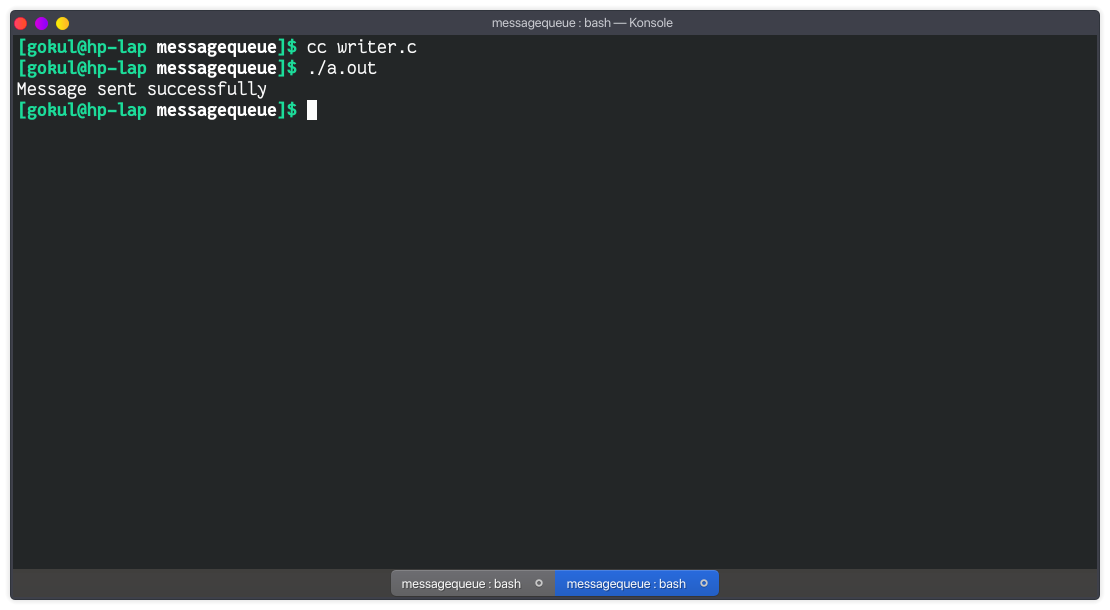 messagequeue : bash — Konsole
[gokul@hp-lap messagequeue]$ cc writer.c
[gokul@hp-lap messagequeue]$ ./a.out
Message sent successfully
[gokul@hp-lap messagequeue]$
messagequeue : bash messagequeue : bash